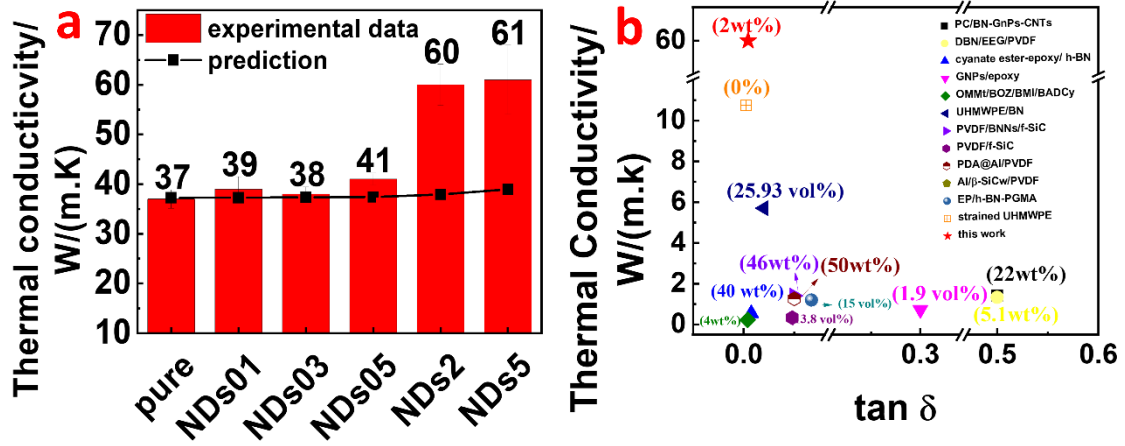 a
experimental data
prediction
37
39
38
41
60
61
70
60
50
40
30
20
10
Thermal conducticvity/
W/(m.K)
pure
NDs01
NDs03
NDs05
NDs2
NDs5
b
(2wt%)
(0%)
(25.93 vol%)
(46wt%)
(50wt%)
(40 wt%)
(15 vol%)
(4wt%)
(3.8 vol%)
(1.9 vol%)
(22wt%)
(5.1wt%)
PC/BN-GnPs-CNTs
DBN/EEG/PVDF
cyanate ester-epoxy/ h-BN
GNPs/epoxy
OMMt/BOZ/BMI/BADCy
UHMWPE/BN
PVDF/BNNs/f-SiC
PVDF/f-SiC
PDA@Al/PVDF
Al/β-SiCw/PVDF
EP/h-BN-PGMA
strained UHMWPE
this work
60
10
8
6
4
2
0
Thermal Conductivity/
W/(m.k)
0.0
0.3
0.5
0.6
tan δ